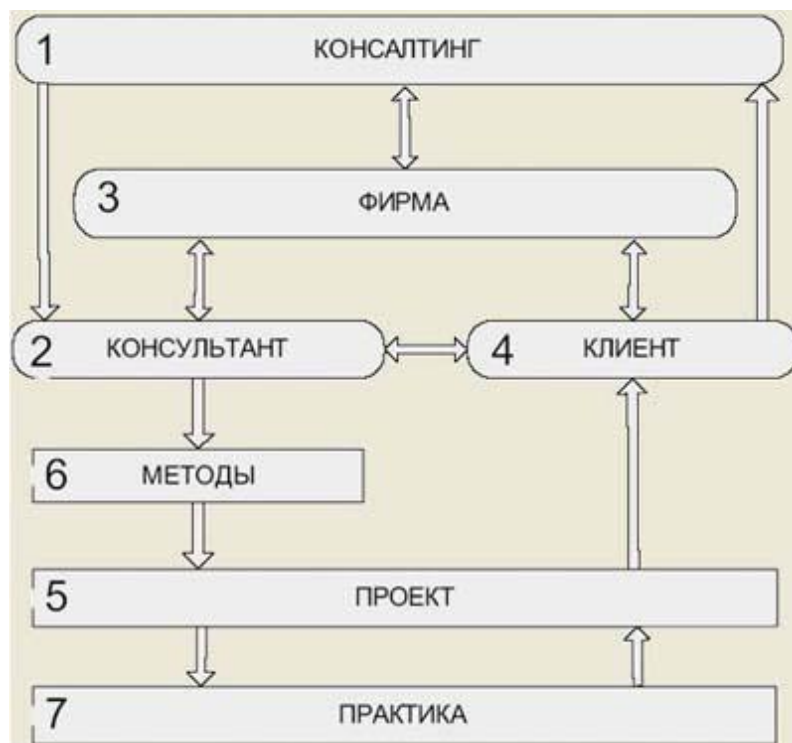 1 КОНСАЛТИНГ
3 ФИРМА
2 КОНСУЛЬТАНТ
4 КЛИЕНТ
6 МЕТОДЫ
5 ПРОЕКТ
7 ПРАКТИКА